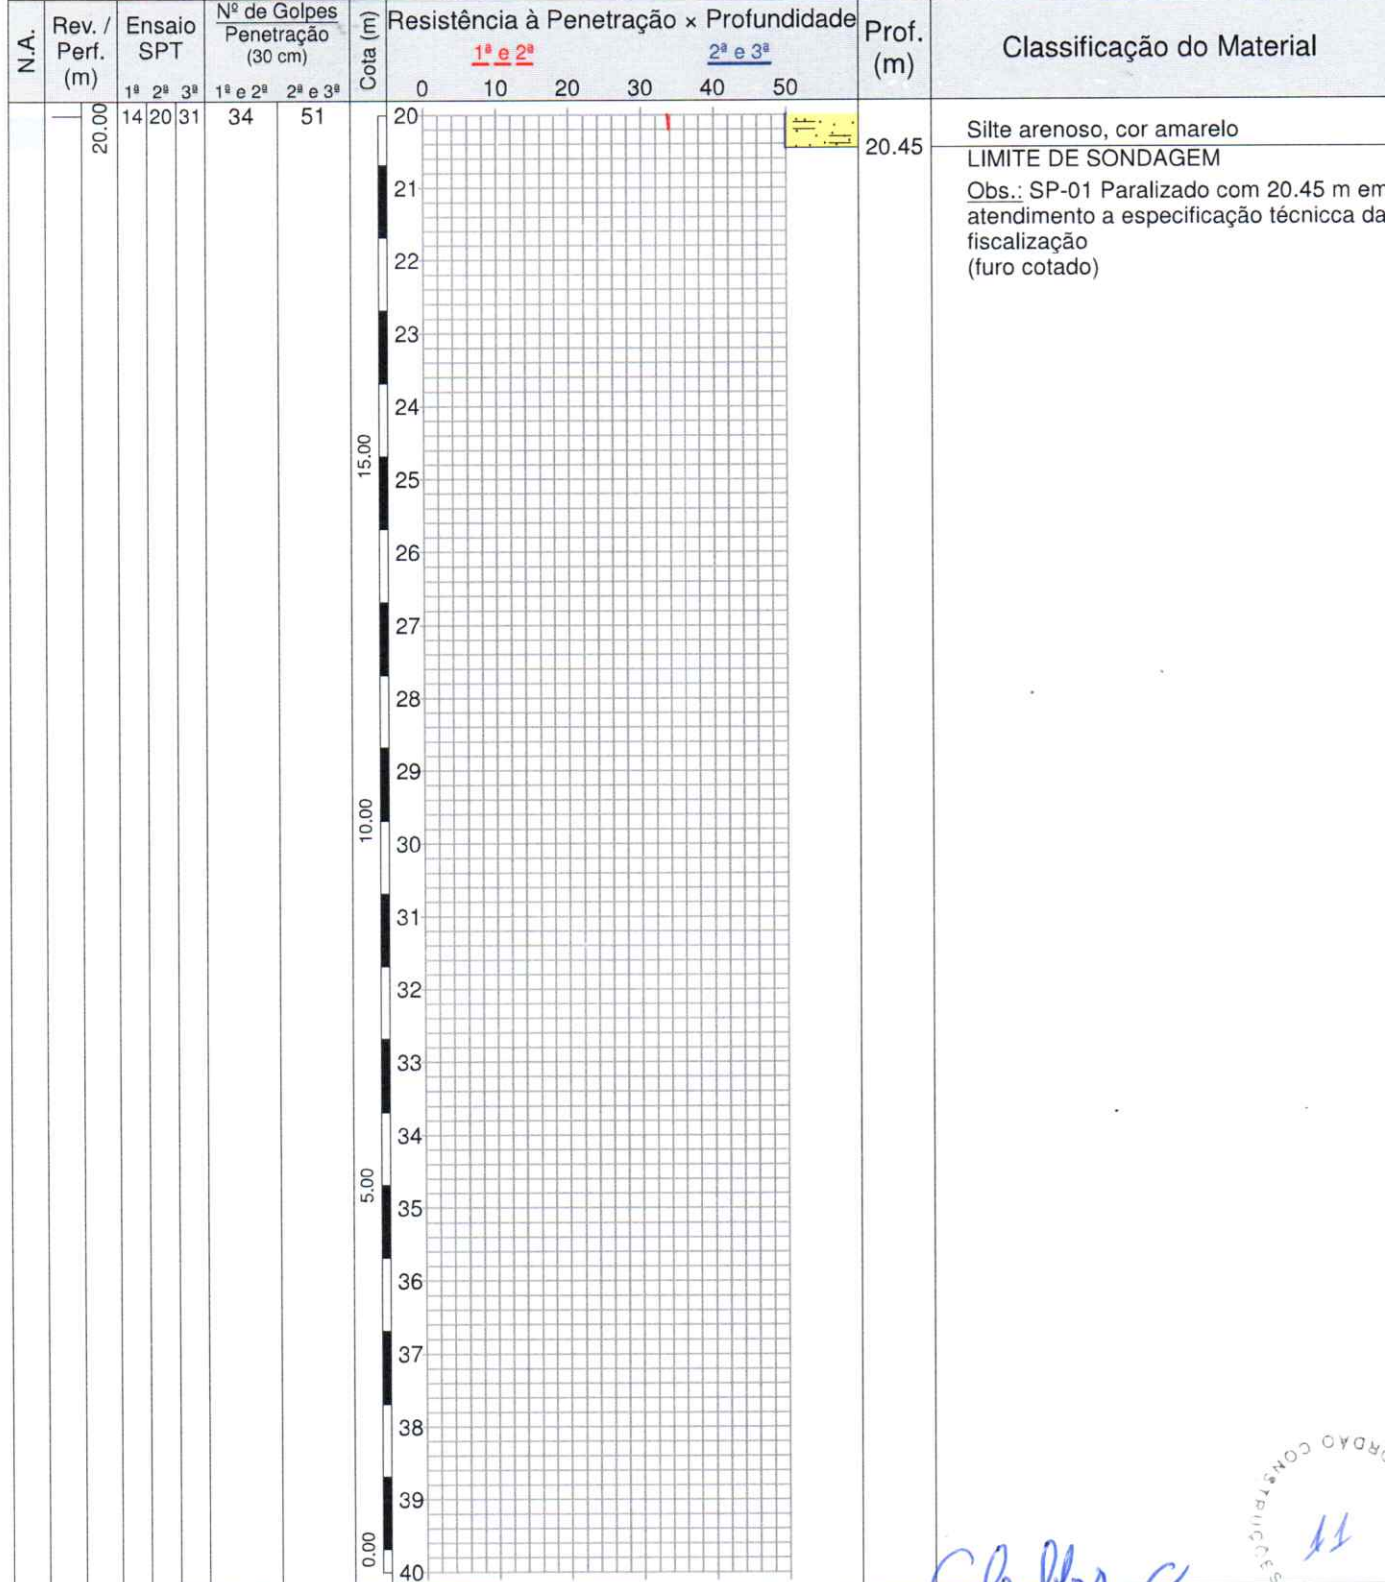 N.A.
Rev. /
Perf.
(m)
Ensaio
SPT
1ª 2ª 3ª
Nº de Golpes
Penetração
(30 cm)
1ª e 2ª 2ª e 3ª
Cota (m)
Resistência à Penetração × Profundidade
1ª e 2ª 2ª e 3ª
0 10 20 30 40 50
Prof.
(m)
Classificação do Material
20.00
14 20 31 34 51
20
20.45
Silte arenoso, cor amarelo
LIMITE DE SONDAGEM
Obs.: SP-01 Paralizado com 20.45 m em
atendimento a especificação técnicca da
fiscalização
(furo cotado)
21
22
23
24
15.00
25
26
27
28
29
10.00
30
31
32
33
34
5.00
35
36
37
38
39
0.00
40
CONSTRUÇÕES
11